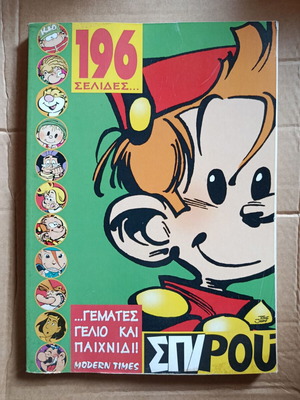 196
ΣΕΛΙΔΕΣ...
...ΓΕΜΑΤΕΣ
ΓΕΛΙΟ ΚΑΙ
ΠΑΙΧΝΙΔΙ!!
MODERN TIMES
ΣΠΙΡΟΥ